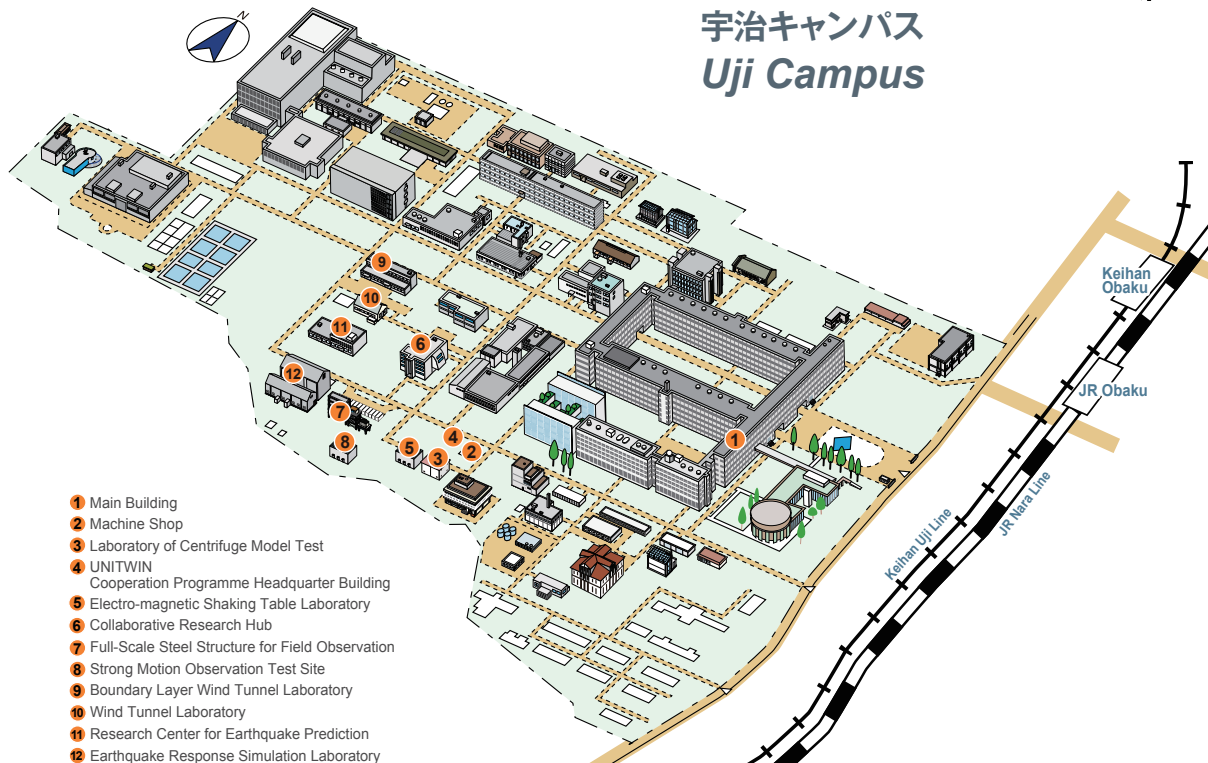 N
宇治キャンパス
Uji Campus
Keihan
Obaku
JR Obaku
Keihan Uji Line
JR Nara Line
9
10
11
6
12
7
8
5
4
3
2
1
1 Main Building
2 Machine Shop
3 Laboratory of Centrifuge Model Test
4 UNITWIN
Cooperation Programme Headquarter Building
5 Electro-magnetic Shaking Table Laboratory
6 Collaborative Research Hub
7 Full-Scale Steel Structure for Field Observation
8 Strong Motion Observation Test Site
9 Boundary Layer Wind Tunnel Laboratory
10 Wind Tunnel Laboratory
11 Research Center for Earthquake Prediction
12 Earthquake Response Simulation Laboratory